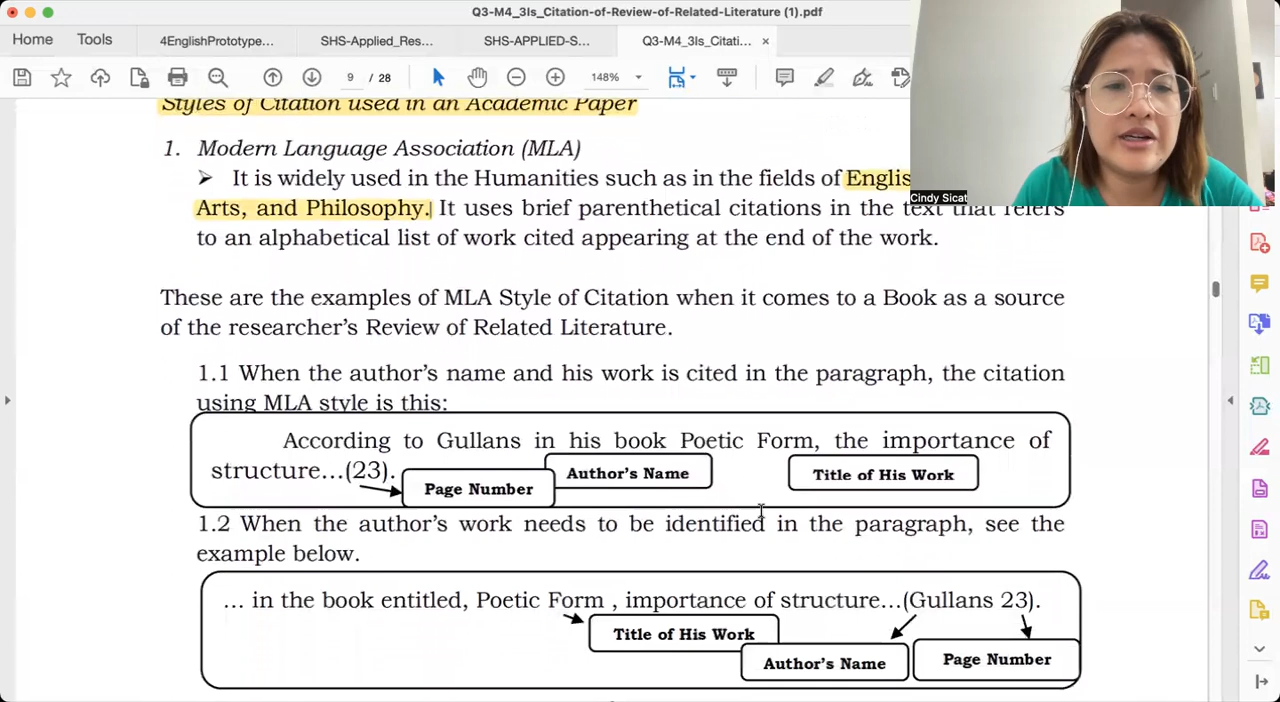 Q3-M4_3Is_Citation-of-Review-of-Related-Literature (1).pdf
Home Tools 4EnglishPrototype... SHS-Applied_Res... SHS-APPLIED-S... Q3-M4_3Is_Citati... ×
9 / 28 148%
Styles of Citation used in an Academic Paper
1. Modern Language Association (MLA)
➢ It is widely used in the Humanities such as in the fields of
Arts, and Philosophy. It uses brief parenthetical citations in the text that refers
to an alphabetical list of work cited appearing at the end of the work.
Cindy Sicat
These are the examples of MLA Style of Citation when it comes to a Book as a source
of the researcher's Review of Related Literature.
1.1 When the author's name and his work is cited in the paragraph, the citation
using MLA style is this:
According to Gullans in his book Poetic Form, the importance of
structure...(23).
Page Number
Author's Name
Title of His Work
1.2 When the author's work needs to be identified in the paragraph, see the
example below.
... in the book entitled, Poetic Form , importance of structure...(Gullans 23).
Title of His Work
Author's Name
Page Number